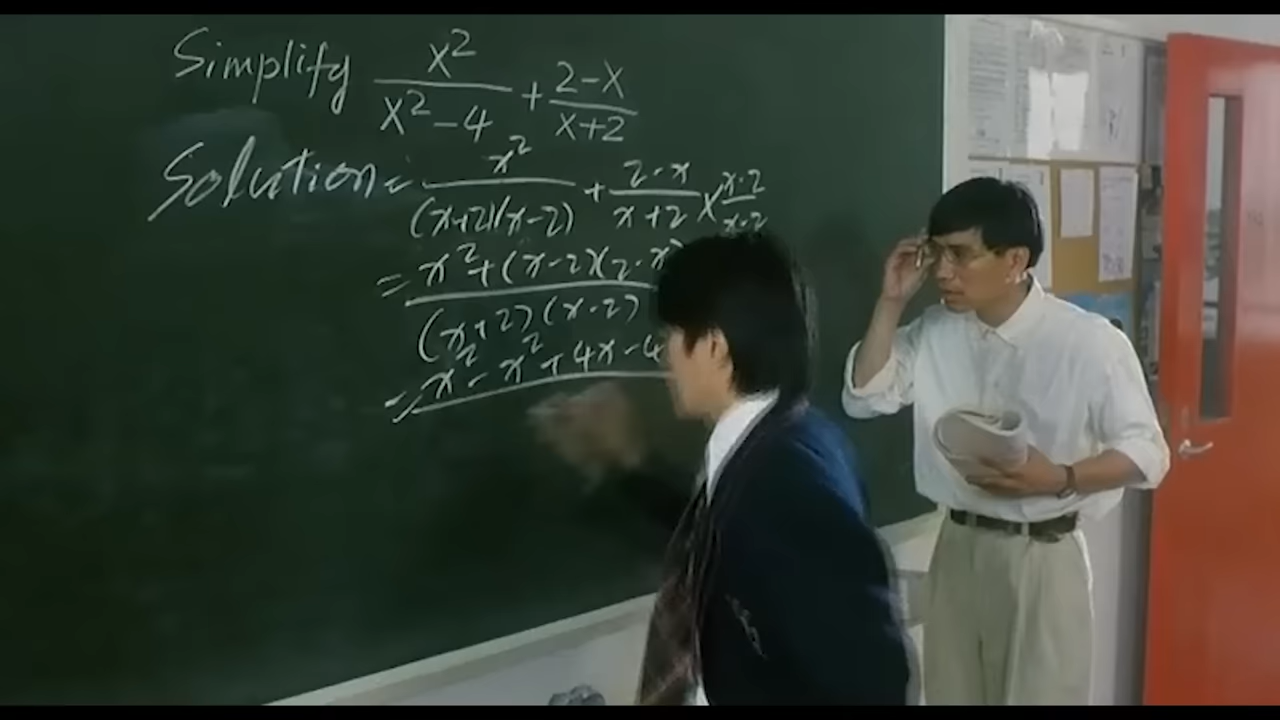 Simplify x²/(x²-4) + (2-x)/(x+2)
Solution = x²/((x+2)(x-2)) + (2-x)/(x+2) × (x-2)/(x-2)
= (x²+(x-2)(2-x))/((x+2)(x-2))
= x²-x²+4x-4